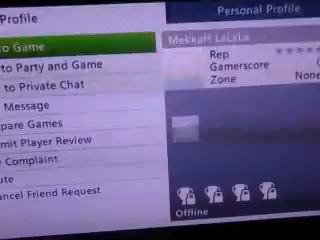 Profile
Personal Profile
to Game
to Party and Game
to Private Chat
Message
pare Games
mit Player Review
Complaint
ute
ancel Friend Request
MekkaH LaLaLa
Rep
Gamerscore
Zone
None
Offline